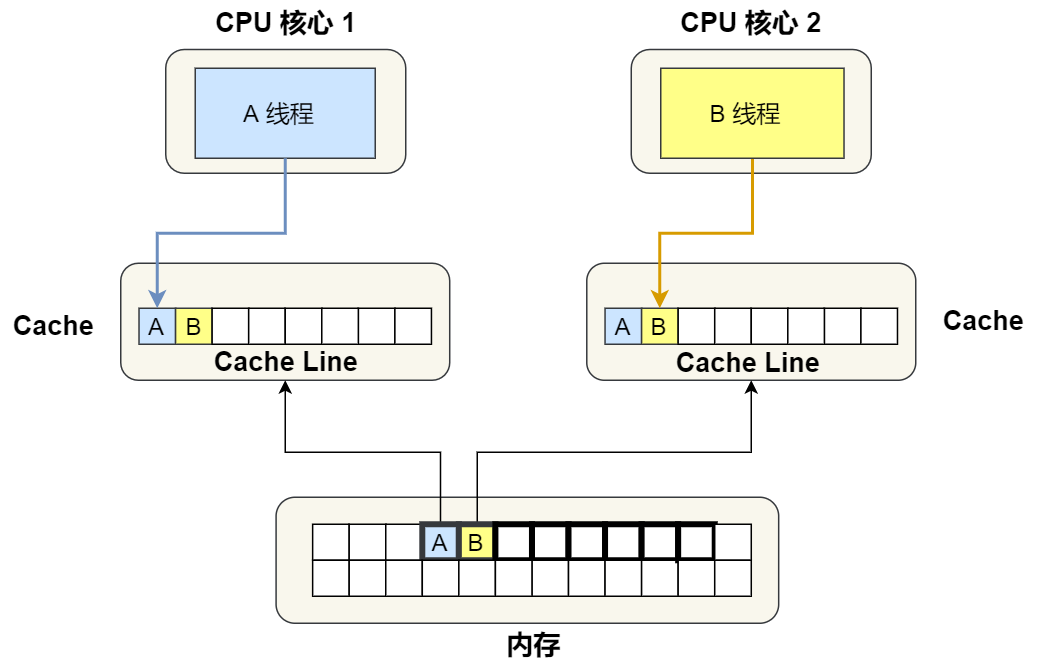 CPU 核心 1
CPU 核心 2
A 线程
B 线程
Cache
A B
Cache Line
A B
Cache Line
Cache
A B
内存